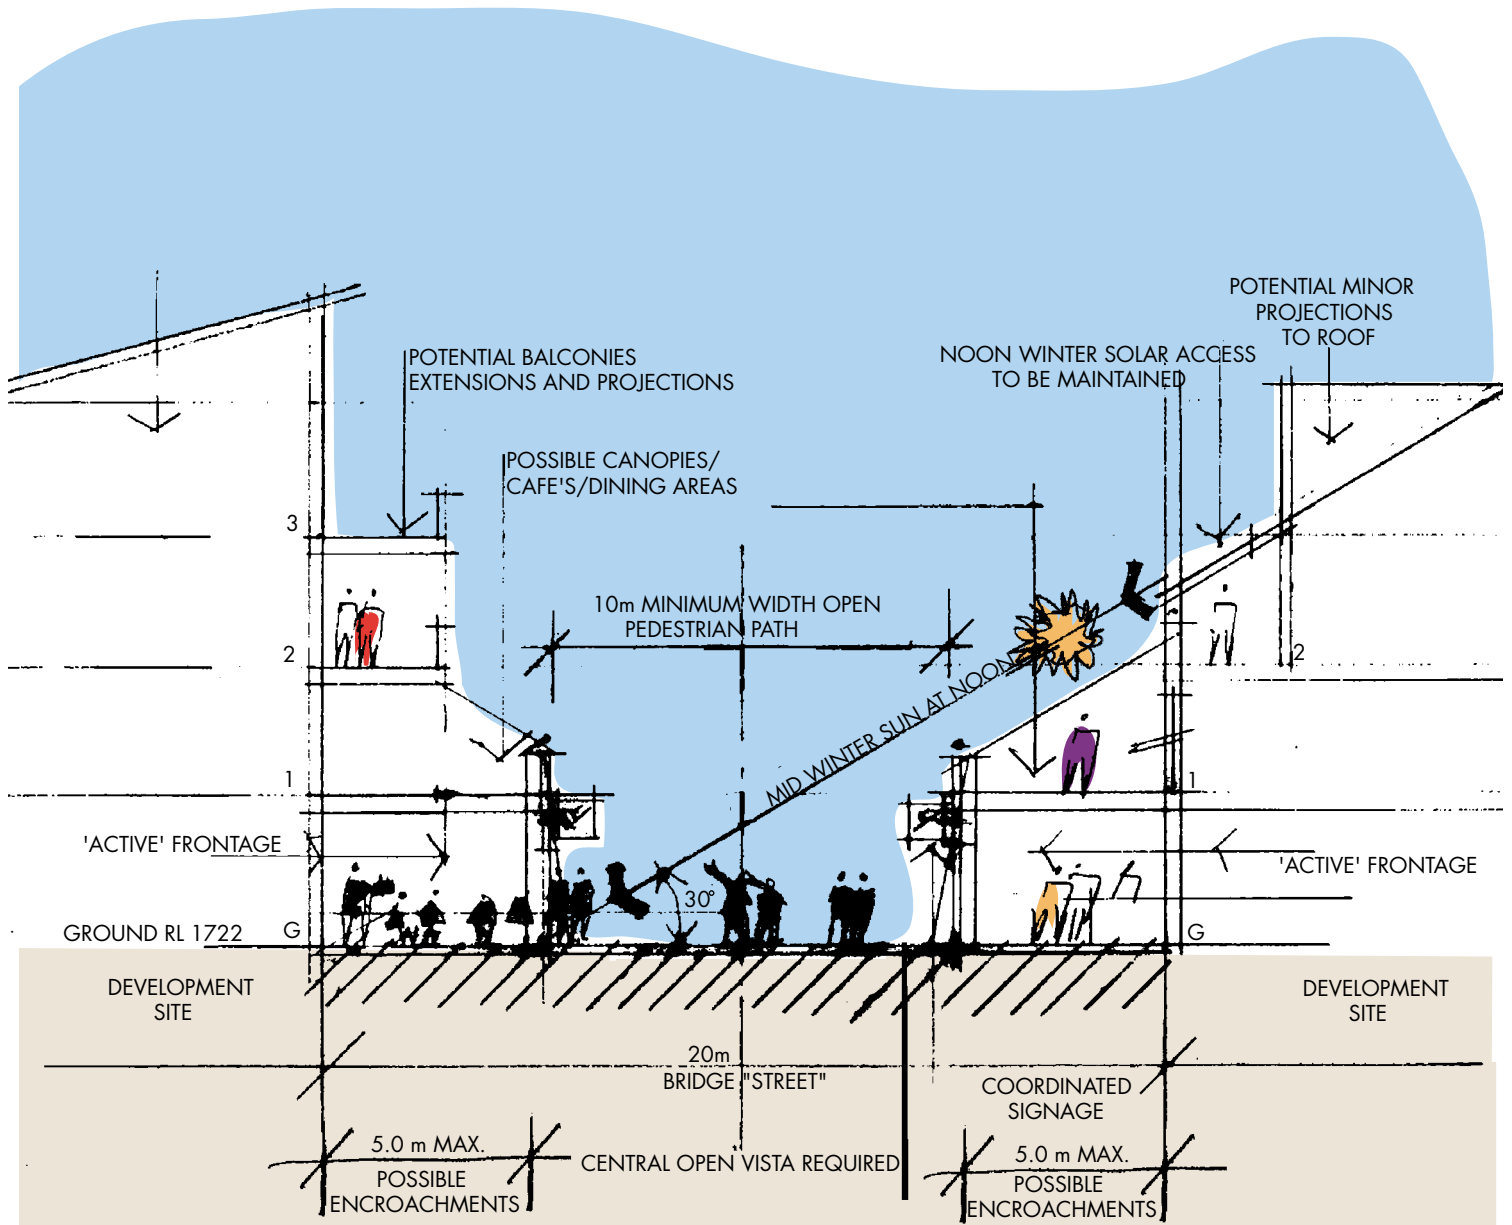 POTENTIAL MINOR
PROJECTIONS
TO ROOF
POTENTIAL BALCONIES
EXTENSIONS AND PROJECTIONS
NOON WINTER SOLAR ACCESS
TO BE MAINTAINED
POSSIBLE CANOPIES/
CAFE'S/DINING AREAS
3
10m MINIMUM WIDTH OPEN
PEDESTRIAN PATH
2
2
MID WINTER SUN AT NOON
1
1
'ACTIVE' FRONTAGE
'ACTIVE' FRONTAGE
30°
GROUND RL 1722
G
G
DEVELOPMENT
SITE
DEVELOPMENT
SITE
20m
BRIDGE "STREET"
COORDINATED
SIGNAGE
5.0 m MAX.
POSSIBLE
ENCROACHMENTS
CENTRAL OPEN VISTA REQUIRED
5.0 m MAX.
POSSIBLE
ENCROACHMENTS